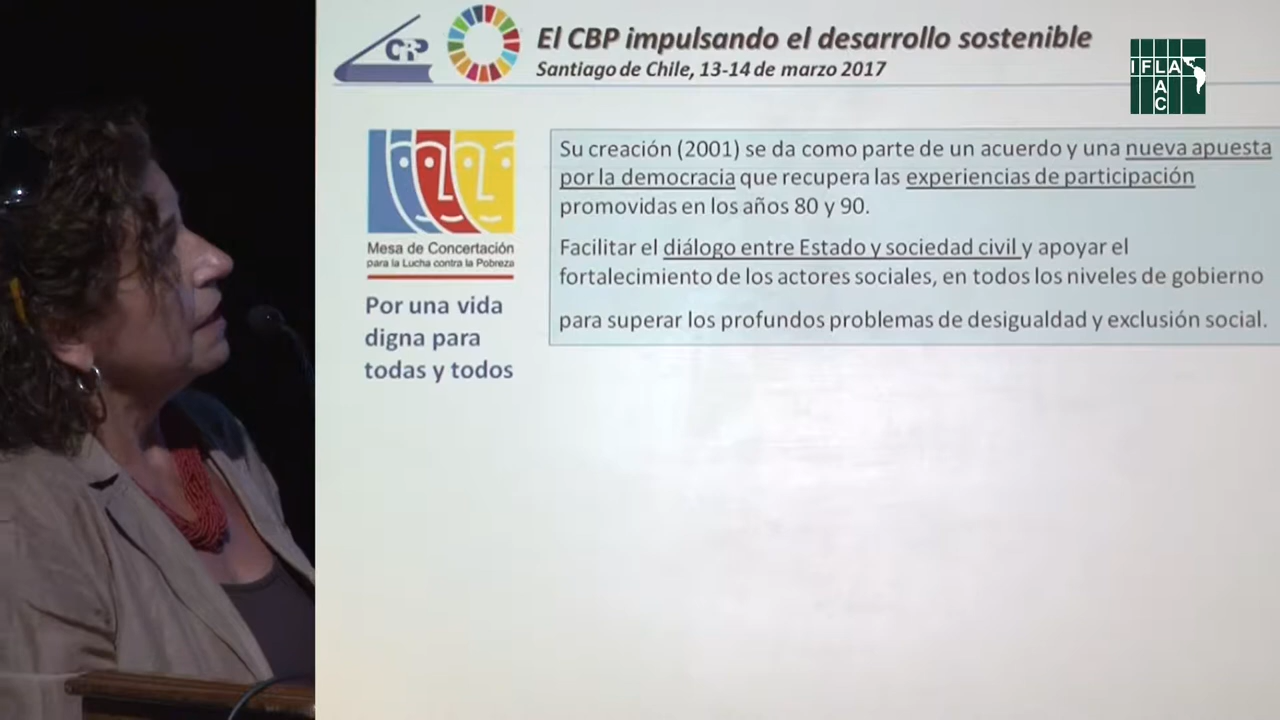 CBP
El CBP impulsando el desarrollo sostenible
Santiago de Chile, 13-14 de marzo 2017
IFLA
LAC
Mesa de Concertación
para la Lucha contra la Pobreza
Por una vida
digna para
todas y todos
Su creación (2001) se da como parte de un acuerdo y una nueva apuesta
por la democracia que recupera las experiencias de participación
promovidas en los años 80 y 90.
Facilitar el diálogo entre Estado y sociedad civil y apoyar el
fortalecimiento de los actores sociales, en todos los niveles de gobierno
para superar los profundos problemas de desigualdad y exclusión social.